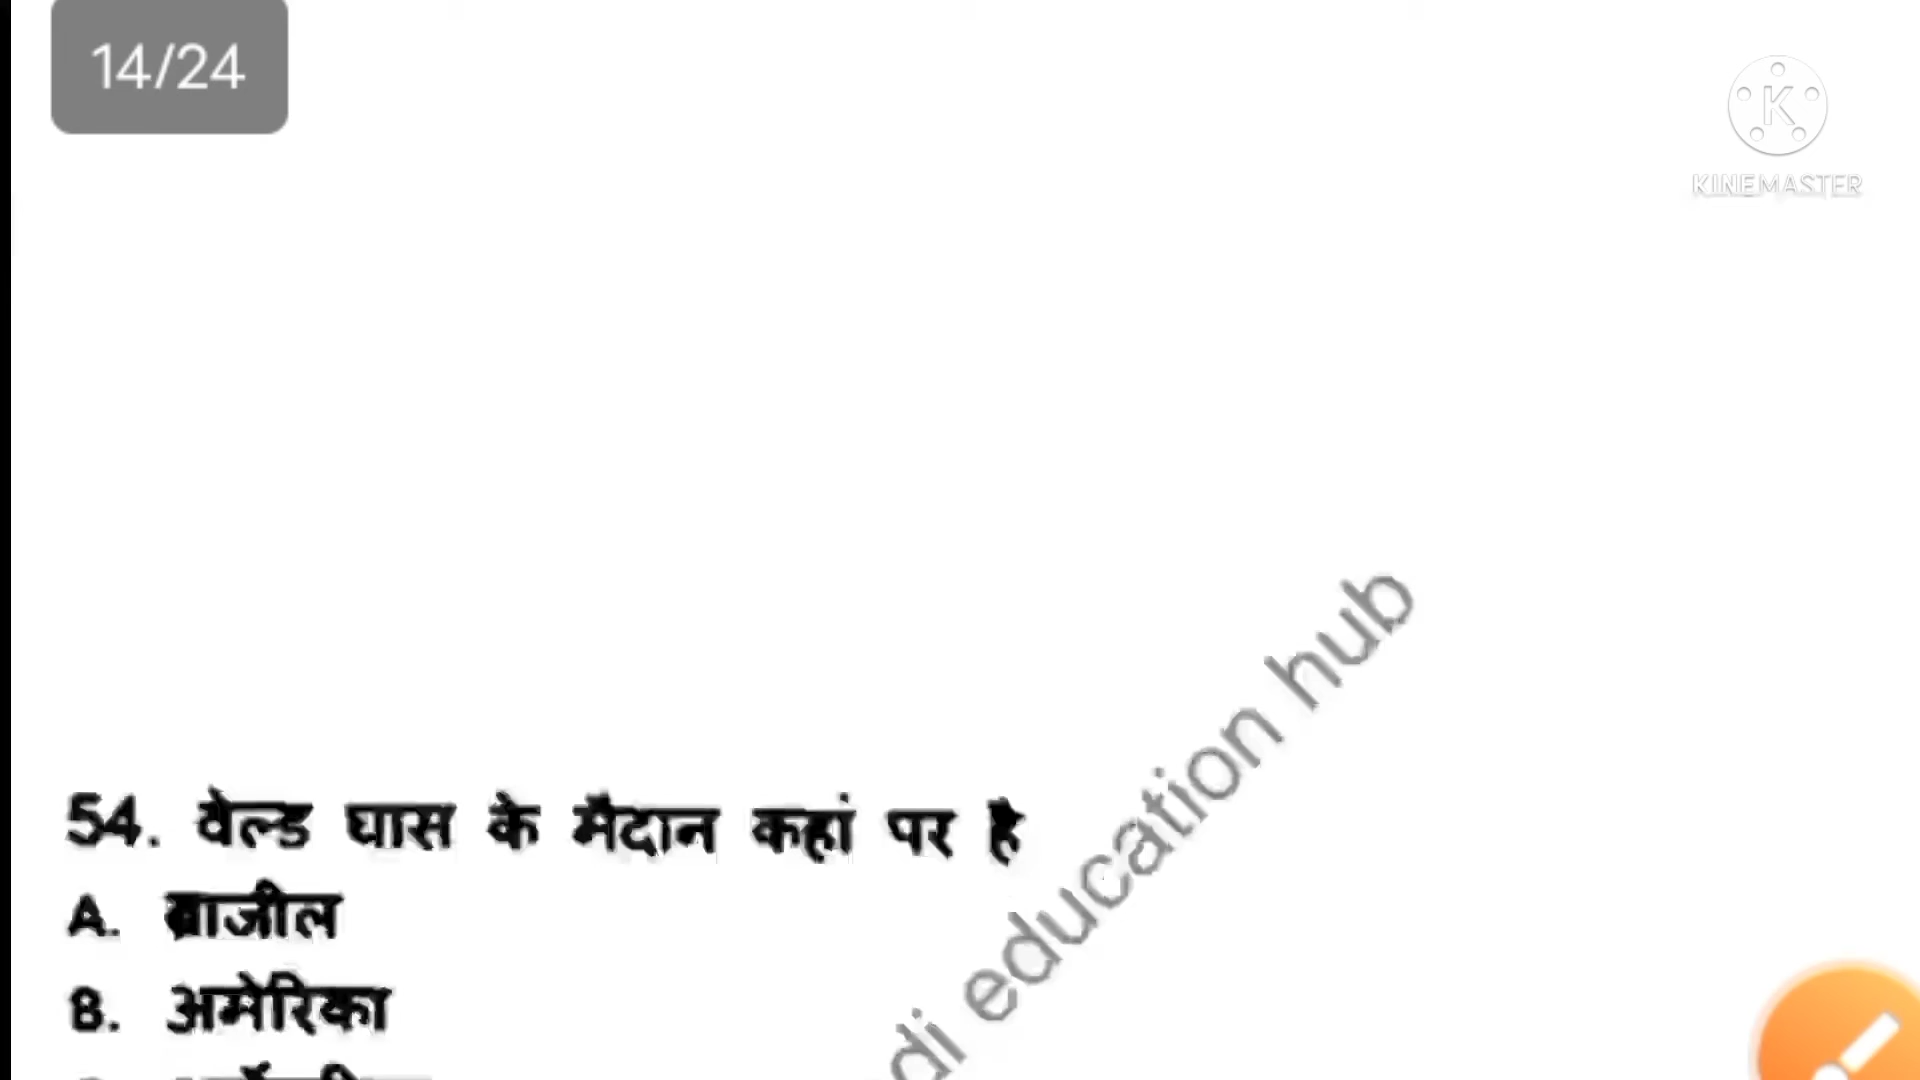 14/24
KINEMASTER
54. वेल्ड घास के मैदान कहां पर है
A. ब्राजील
B. अमेरिका
di education hub